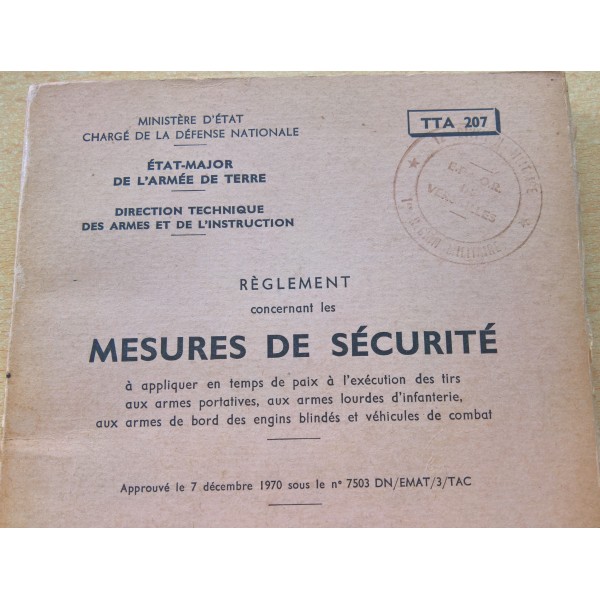 MINISTÈRE D'ÉTAT
CHARGÉ DE LA DÉFENSE NATIONALE
ÉTAT-MAJOR
DE L'ARMÉE DE TERRE
DIRECTION TECHNIQUE
DES ARMES ET DE L'INSTRUCTION
TTA 207
VERSAILLES
MILITAIRE
RÈGLEMENT
concernant les
MESURES DE SÉCURITÉ
à appliquer en temps de paix à l'exécution des tirs
aux armes portatives, aux armes lourdes d'infanterie,
aux armes de bord des engins blindés et véhicules de combat
Approuvé le 7 décembre 1970 sous le n° 7503 DN/EMAT/3/TAC